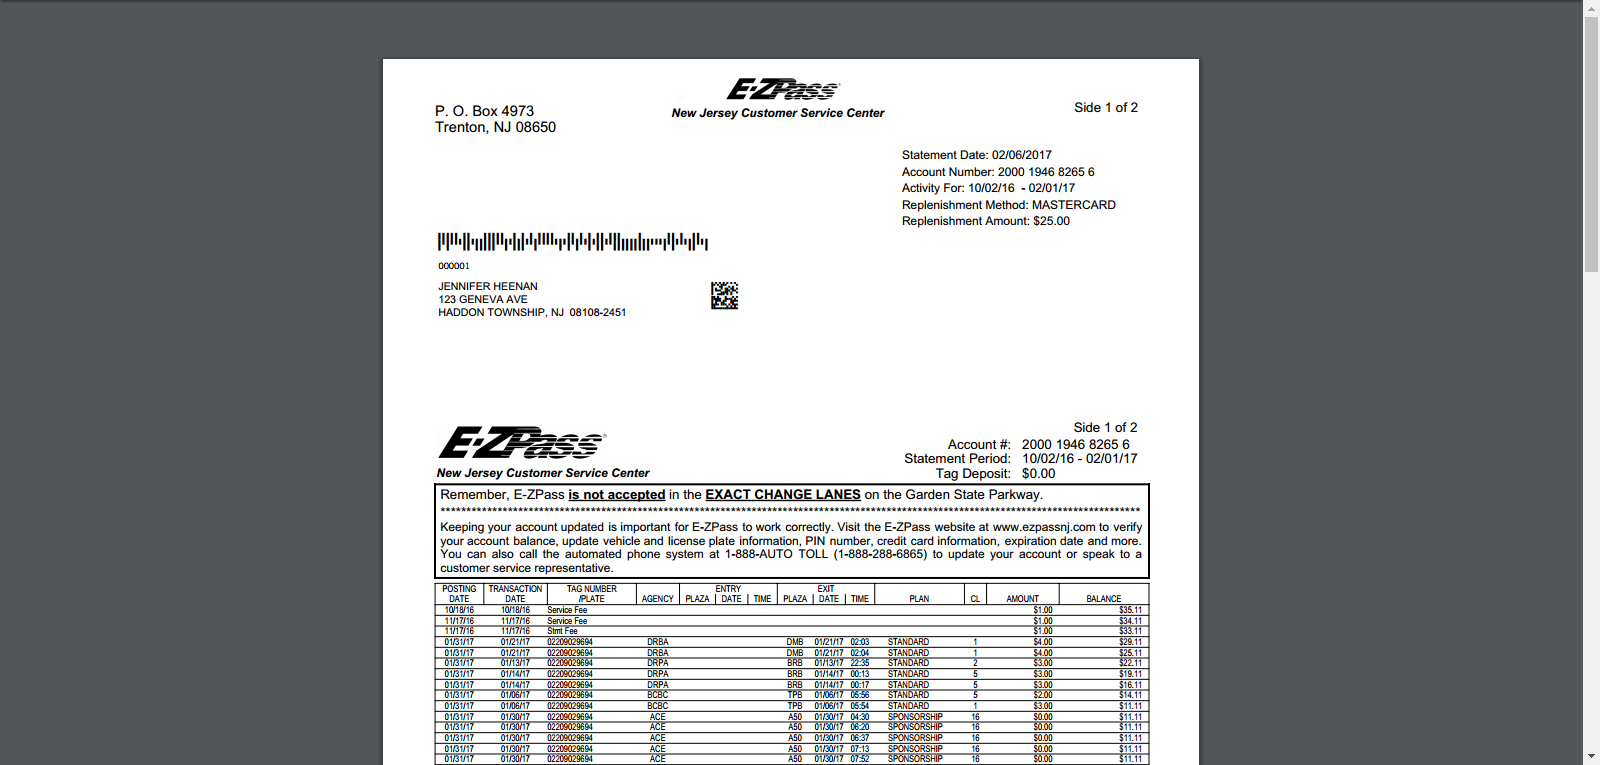 E-ZPass
New Jersey Customer Service Center
Side 1 of 2
P. O. Box 4973
Trenton, NJ 08650
Statement Date: 02/06/2017
Account Number: 2000 1946 8265 6
Activity For: 10/02/16 - 02/01/17
Replenishment Method: MASTERCARD
Replenishment Amount: $25.00
000001
JENNIFER HEENAN
123 GENEVA AVE
HADDON TOWNSHIP, NJ 08108-2451
E-ZPass
New Jersey Customer Service Center
Side 1 of 2
Account #: 2000 1946 8265 6
Statement Period: 10/02/16 - 02/01/17
Tag Deposit: $0.00
Remember, E-ZPass is not accepted in the EXACT CHANGE LANES on the Garden State Parkway.
Keeping your account updated is important for E-ZPass to work correctly. Visit the E-ZPass website at www.ezpassnj.com to verify
your account balance, update vehicle and license plate information, PIN number, credit card information, expiration date and more.
You can also call the automated phone system at 1-888-AUTO TOLL (1-888-288-6865) to update your account or speak to a
customer service representative.
POSTING TRANSACTION TAG NUMBER ENTRY EXIT
DATE DATE /PLATE AGENCY PLAZA DATE TIME PLAZA DATE TIME PLAN CL AMOUNT BALANCE
10/18/16 10/18/16 Service Fee $1.00 $35.11
11/17/16 11/17/16 Service Fee $1.00 $34.11
11/17/16 11/17/16 Stmt Fee $1.00 $33.11
01/31/17 01/21/17 02209029694 DRBA DMB 01/21/17 02:03 STANDARD 1 $4.00 $29.11
01/31/17 01/21/17 02209029694 DRBA DMB 01/21/17 02:04 STANDARD 1 $4.00 $25.11
01/31/17 01/13/17 02209029694 DRPA BRB 01/13/17 22:35 STANDARD 2 $3.00 $22.11
01/31/17 01/14/17 02209029694 DRPA BRB 01/14/17 00:13 STANDARD 5 $3.00 $19.11
01/31/17 01/14/17 02209029694 DRPA BRB 01/14/17 00:17 STANDARD 5 $3.00 $16.11
01/31/17 01/06/17 02209029694 BCBC TPB 01/06/17 05:56 STANDARD 5 $2.00 $14.11
01/31/17 01/06/17 02209029694 BCBC TPB 01/06/17 05:54 STANDARD 1 $3.00 $11.11
01/31/17 01/30/17 02209029694 ACE A50 01/30/17 04:30 SPONSORSHIP 16 $0.00 $11.11
01/31/17 01/30/17 02209029694 ACE A50 01/30/17 06:20 SPONSORSHIP 16 $0.00 $11.11
01/31/17 01/30/17 02209029694 ACE A50 01/30/17 06:37 SPONSORSHIP 16 $0.00 $11.11
01/31/17 01/30/17 02209029694 ACE A50 01/30/17 07:13 SPONSORSHIP 16 $0.00 $11.11
01/31/17 01/30/17 02209029694 ACE A50 01/30/17 07:52 SPONSORSHIP 16 $0.00 $11.11